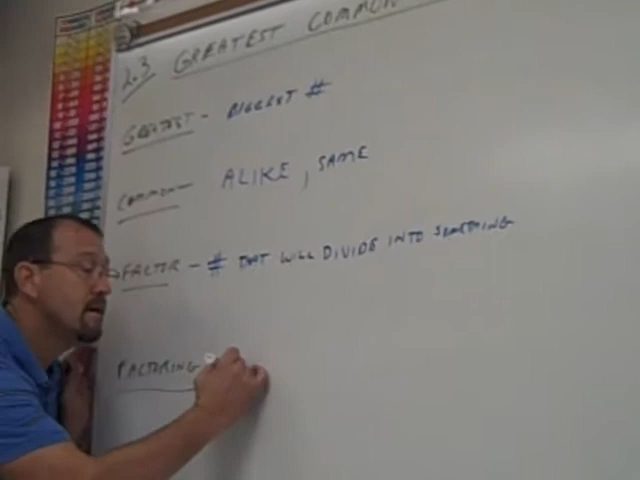 2.3 GREATEST COMMON
GREATEST - BIGGEST #
COMMON - ALIKE, SAME
FACTOR - # THAT WILL DIVIDE INTO SOMETHING
FACTORING